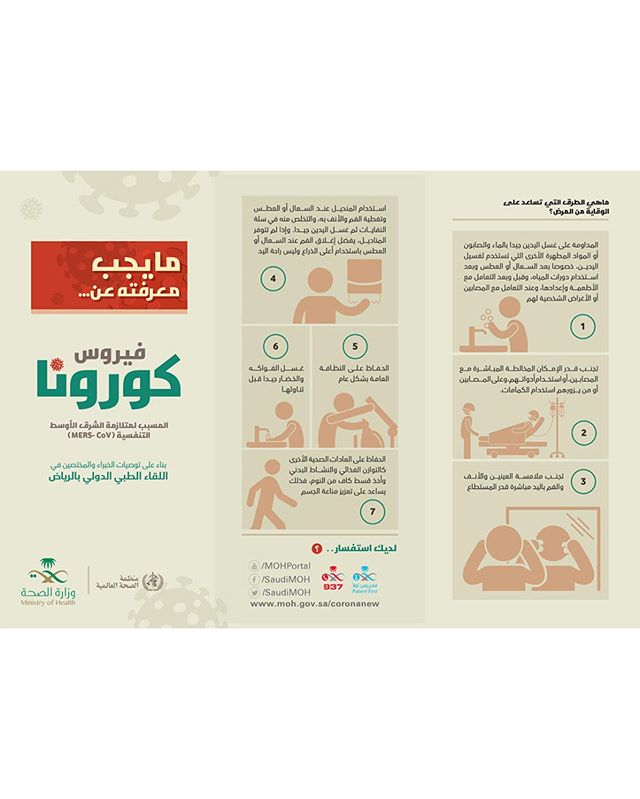 ماهي الطرق التي تساعد على
الوقاية من المرض؟
المداومة على غسل اليدين جيدا بالماء والصابون
أو المواد المطهرة الأخرى التي تستخدم لغسيل
اليدين، خصوصا بعد السعال أو العطس وبعد
استخدام دورات المياه، وقبل وبعد التعامل مع
الأطعمة وإعدادها، وعند التعامل مع المصابين
أو الأغراض الشخصية لهم
1
تجنب قدر الإمكان المخالطة المباشرة مع
المصابين، أو استخدام أدواتهم، وعلى المصابين
أو من يزورهم استخدام الكمامات.
2
تجنب ملامسة العينين والأنف
والفم باليد مباشرة قدر المستطاع
3
استخدام المنديل عند السعال أو العطس
وتغطية الفم والأنف به، والتخلص منه في سلة
النفايات ثم غسل اليدين جيدا. وإذا لم تتوفر
المناديل، يفضل إغلاق الفم عند السعال أو
العطس باستخدام أعلى الذراع وليس راحة اليد
4
5
الحفاظ على النظافة
العامة بشكل عام
6
غسل الفواكه
والخضار جيدا قبل
تناولها
الحفاظ على العادات الصحية الأخرى
كالتوازن الغذائي والنشاط البدني
وأخذ قسط كاف من النوم، فذلك
يساعد على تعزيز مناعة الجسم
7
لديك استفسار.. ؟
/MOHPortal
/SaudiMOH
/SaudiMOH
937
المريض أولاً
Patient First
www.moh.gov.sa/coronanew
مايجب
معرفته عن...
فيروس
كورونا
المسبب لمتلازمة الشرق الأوسط
التنفسية (MERS-CoV)
بناء على توصيات الخبراء والمختصين في
اللقاء الطبي الدولي بالرياض
منظمة
الصحة العالمية
وزارة الصحة
Ministry of Health